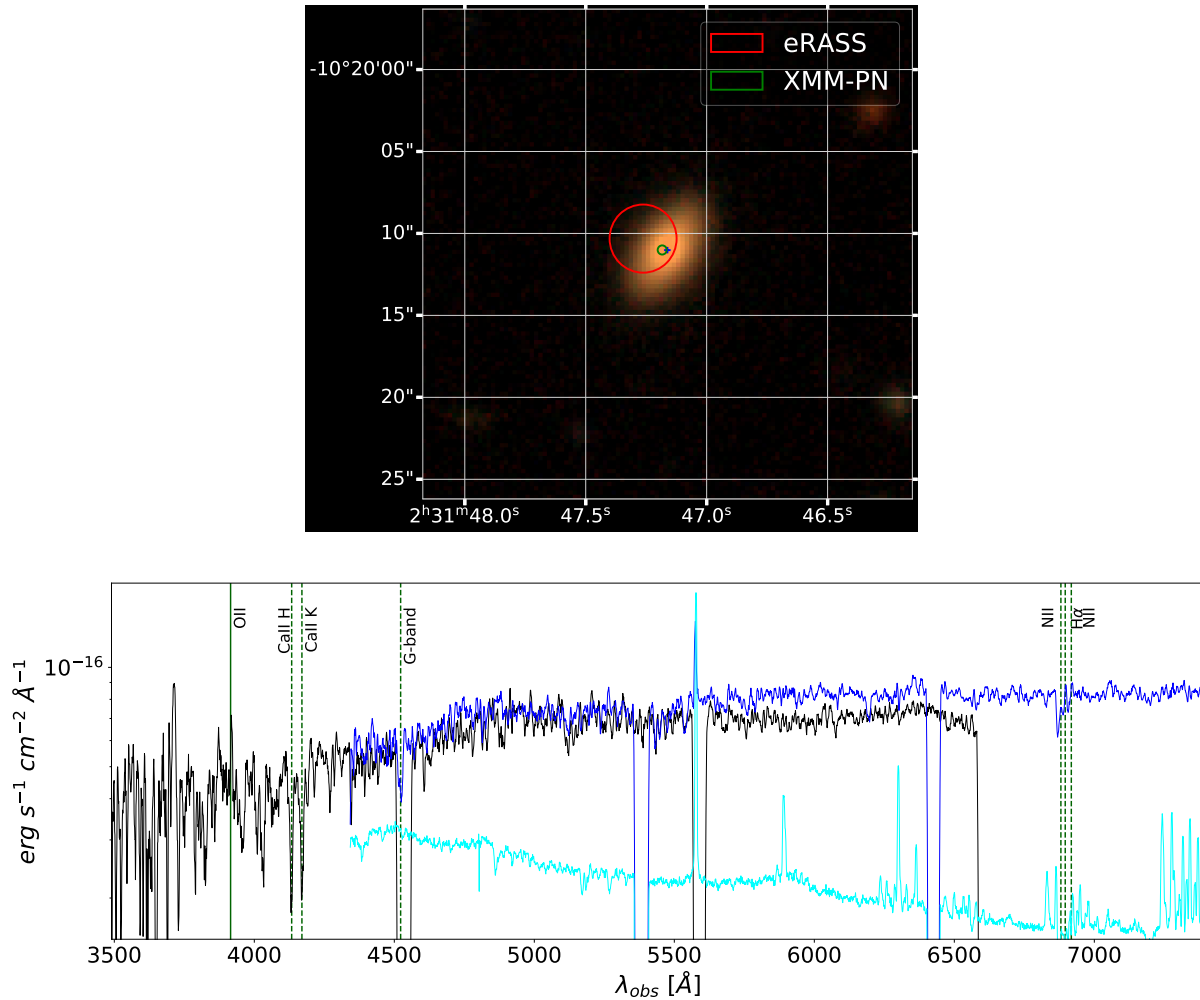 eRASS
XMM-PN
-10°20'00"
05"
10"
15"
20"
25"
2ʰ31ᵐ48.0ˢ 47.5ˢ 47.0ˢ 46.5ˢ
OII
CaII H
CaII K
G-band
NII
Hα
NII
10⁻¹⁶
erg s⁻¹ cm⁻² Å⁻¹
3500 4000 4500 5000 5500 6000 6500 7000
λobs [Å]